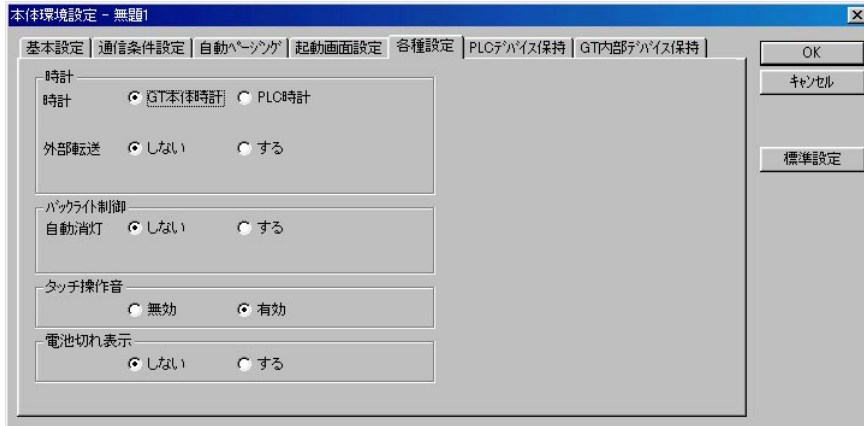 本体環境設定 - 無題1
基本設定 通信条件設定 自動ﾍﾟｰｼﾞﾝｸﾞ 起動画面設定 各種設定 PLCﾃﾞﾊﾞｲｽ保持 GT内部ﾃﾞﾊﾞｲｽ保持
OK
ｷｬﾝｾﾙ
標準設定
時計
時計 GT本体時計 PLC時計
外部転送 しない する
ﾊﾞｯｸﾗｲﾄ制御
自動消灯 しない する
タッチ操作音
無効 有効
電池切れ表示
しない する